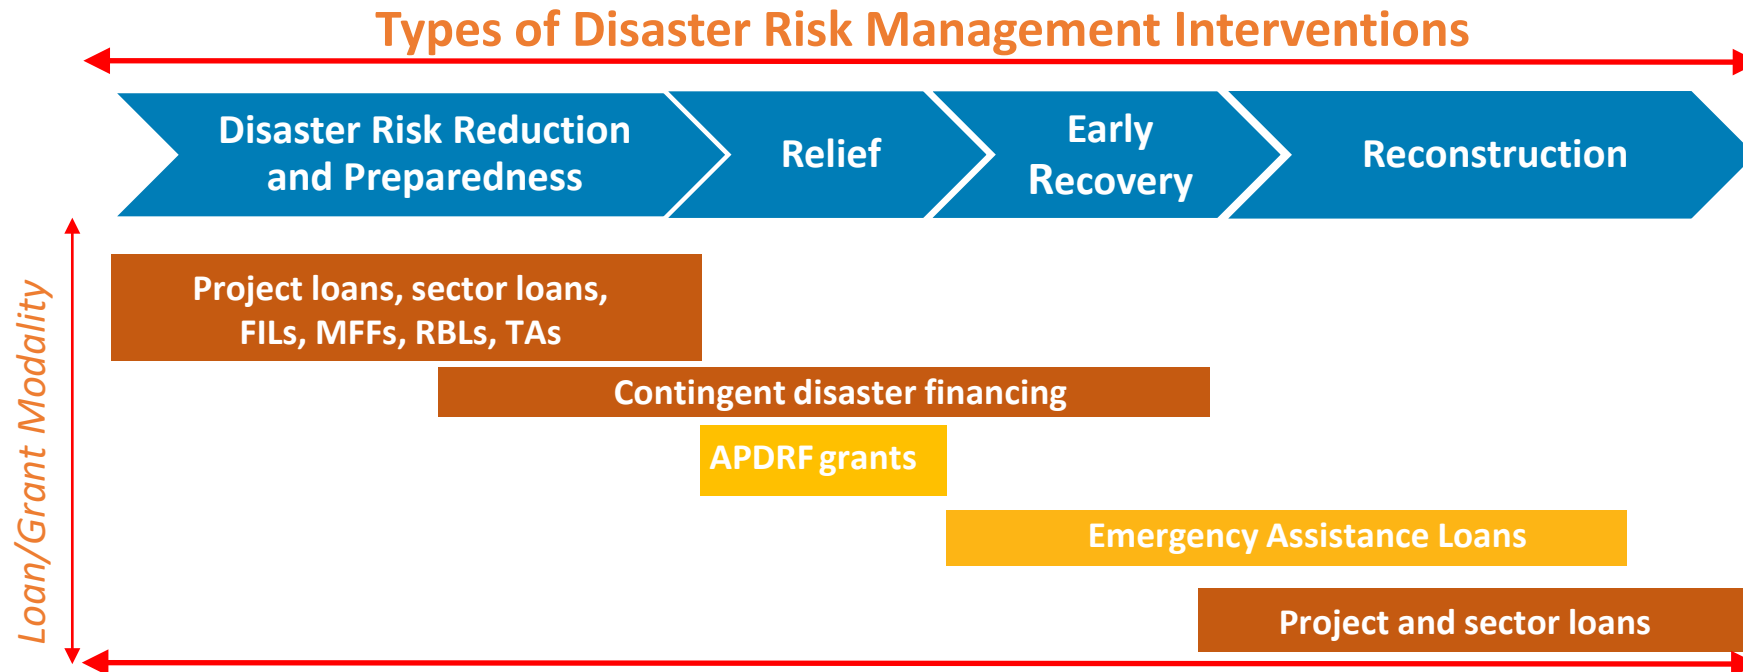 Types of Disaster Risk Management Interventions
Disaster Risk Reduction
and Preparedness
Relief
Early
Recovery
Reconstruction
Loan/Grant Modality
Project loans, sector loans,
FILs, MFFs, RBLs, TAs
Contingent disaster financing
APDRF grants
Emergency Assistance Loans
Project and sector loans